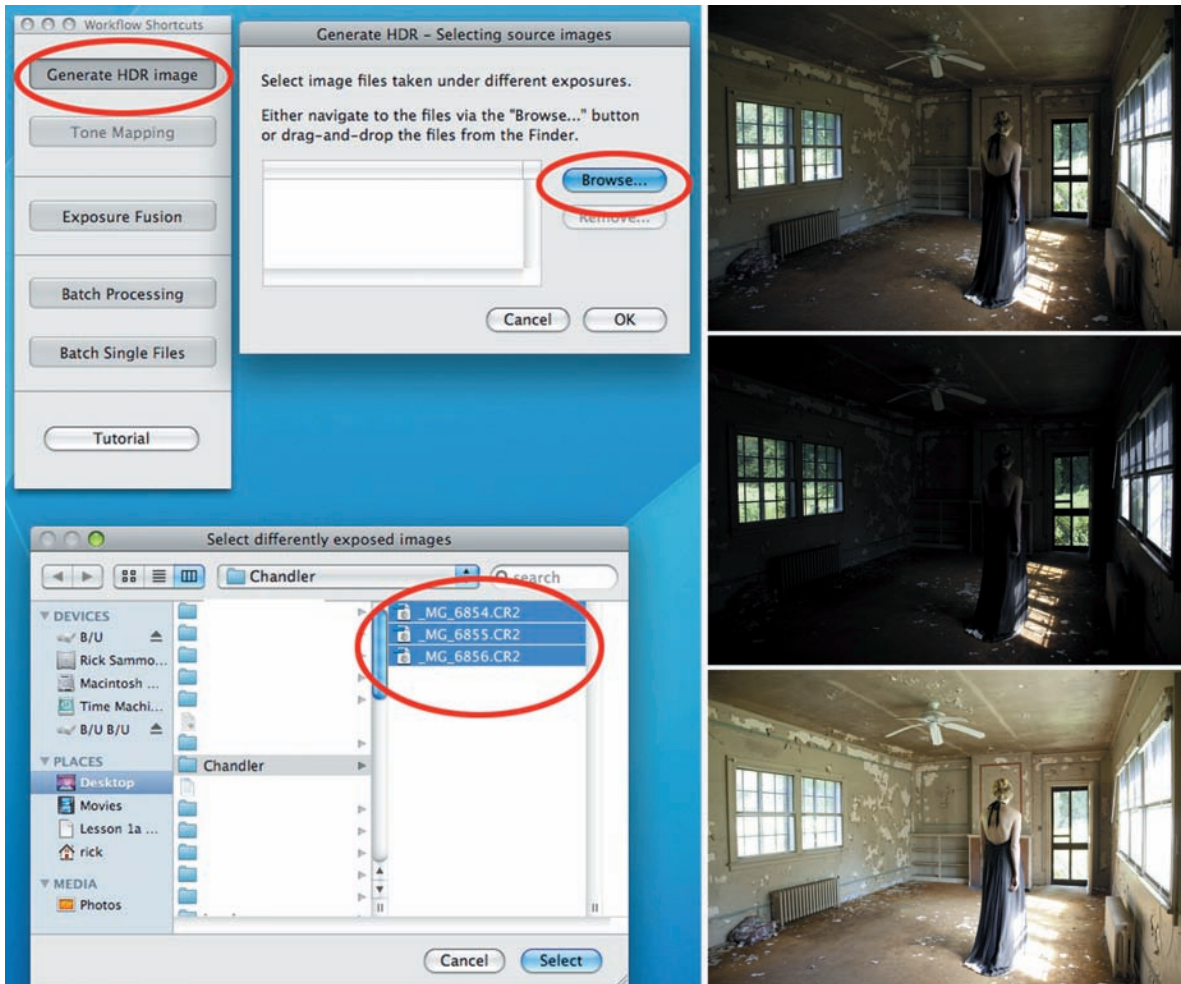 Workflow Shortcuts
Generate HDR image
Tone Mapping
Exposure Fusion
Batch Processing
Batch Single Files
Tutorial
Generate HDR – Selecting source images
Select image files taken under different exposures.
Either navigate to the files via the "Browse..." button
or drag-and-drop the files from the Finder.
Browse...
Remove...
Cancel
OK
Select differently exposed images
Chandler
search
DEVICES
B/U
Rick Sammo...
Macintosh ...
Time Machi...
B/U B/U
PLACES
Desktop
Movies
Lesson 1a ...
rick
MEDIA
Photos
Chandler
_MG_6854.CR2
_MG_6855.CR2
_MG_6856.CR2
Cancel
Select